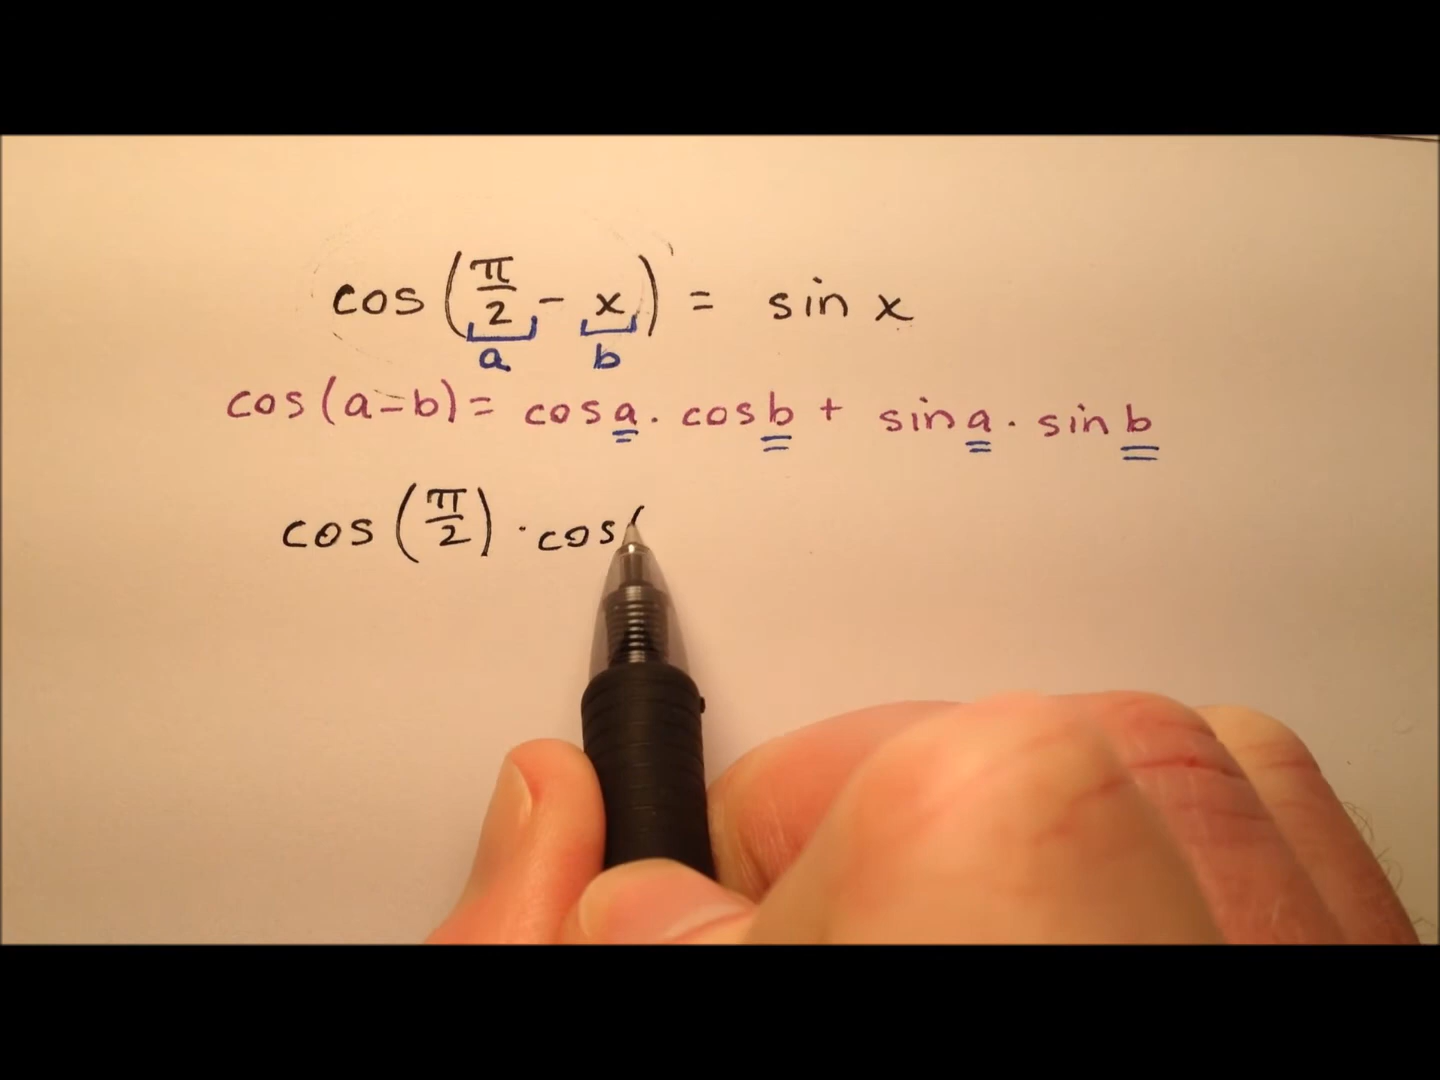 cos(π/2 - x) = sin x
a b
cos(a-b) = cos a · cos b + sin a · sin b
cos(π/2) · cos(